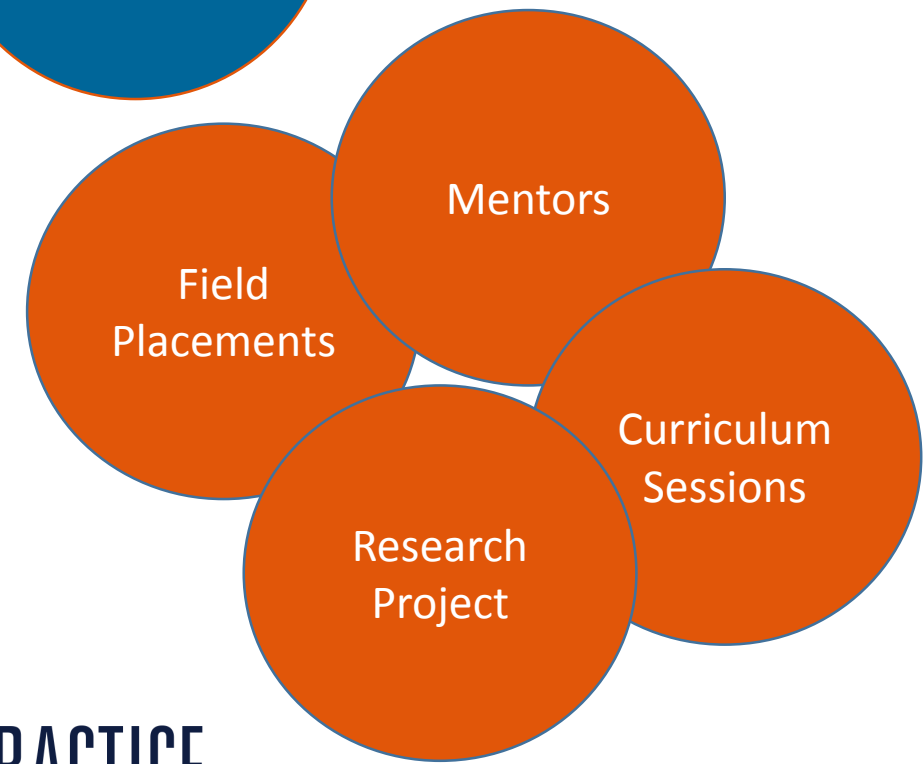 Mentors
Field
Placements
Curriculum
Sessions
Research
Project